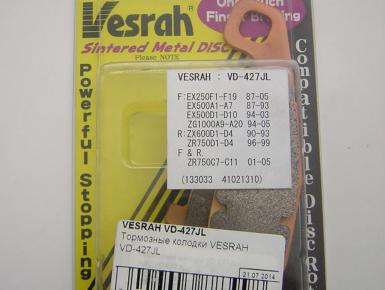 Vesrah
Sintered Metal DISC
Please NOTE
Powerful Stopping
Compatible Disc Rot
VESRAH : VD-427JL
F:EX250F1-F19 87-05
EX500A1-A7 87-93
EX500D1-D10 94-03
ZG1000A9-A20 94-05
R:ZX600D1-D4 90-93
ZR750D1-D4 96-99
F & R
ZR750C7-C11 01-05
(133033 41021310)
VESRAH VD-427JL
Тормозные колодки VESRAH
VD-427JL
21.07.2014